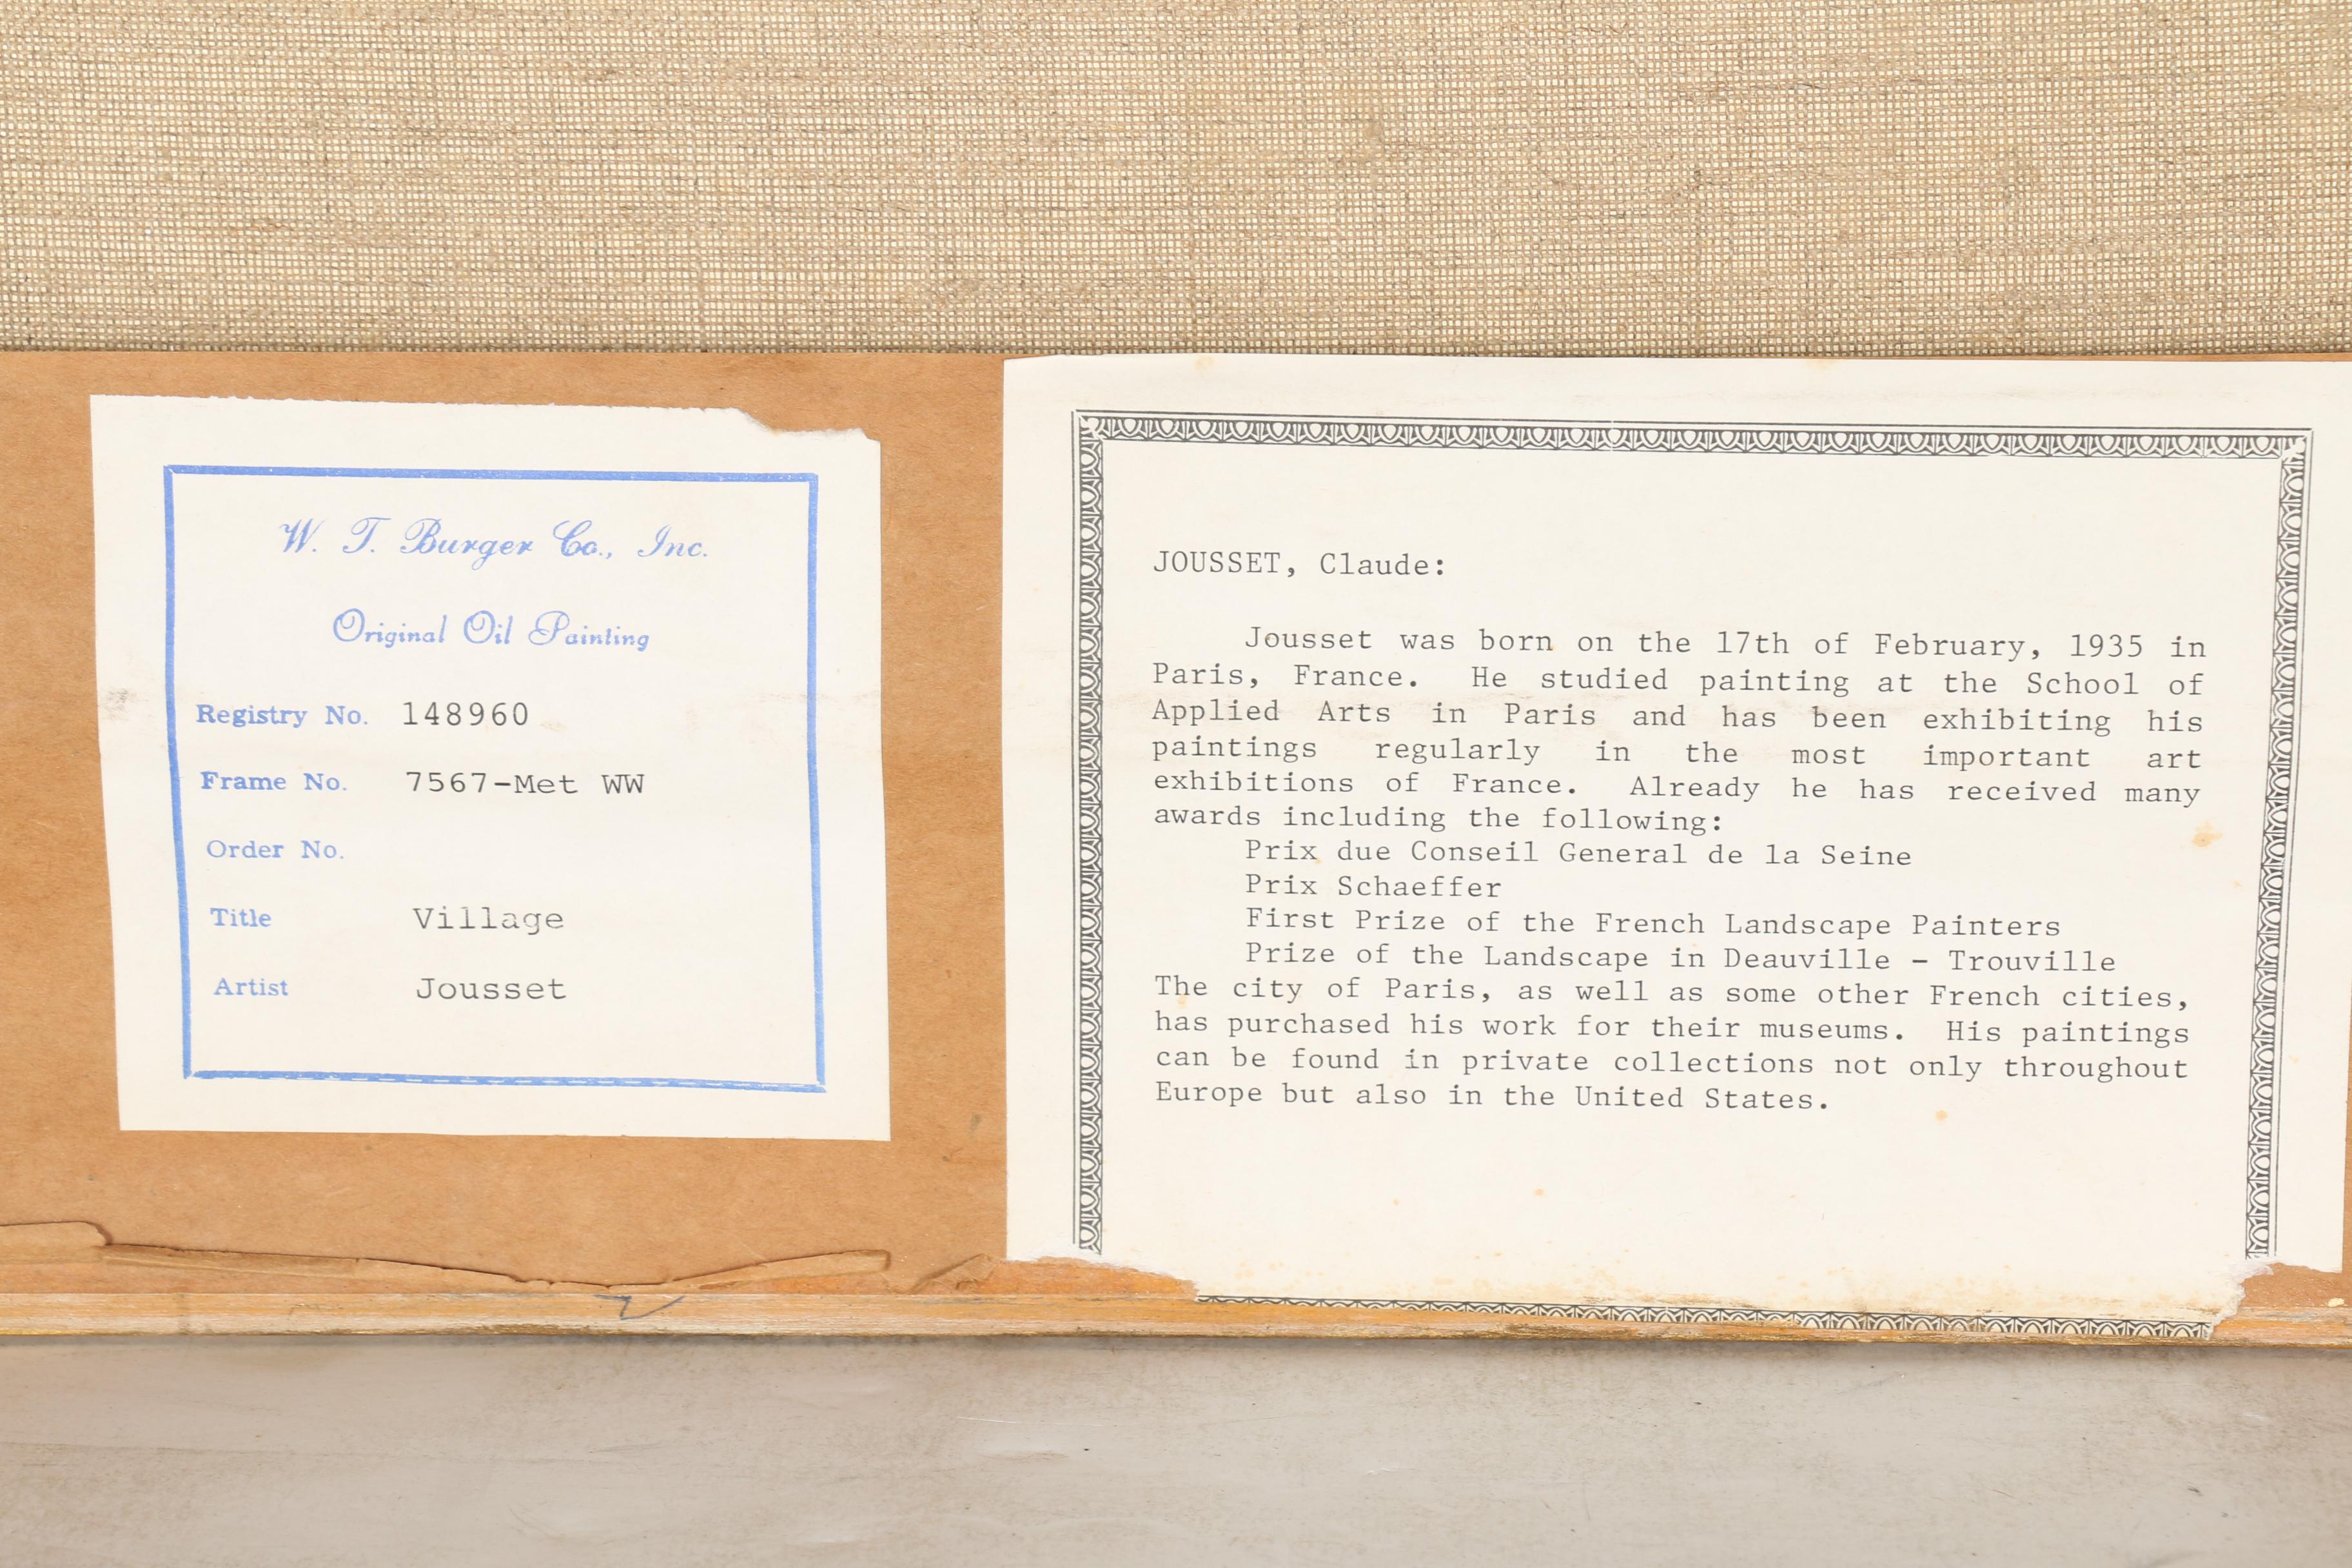 W. T. Burger Co., Inc.
Original Oil Painting
Registry No. 148960
Frame No. 7567-Met WW
Order No.
Title Village
Artist Jousset
JOUSSET, Claude:
Jousset was born on the 17th of February, 1935 in
Paris, France. He studied painting at the School of
Applied Arts in Paris and has been exhibiting his
paintings regularly in the most important art
exhibitions of France. Already he has received many
awards including the following:
Prix due Conseil General de la Seine
Prix Schaeffer
First Prize of the French Landscape Painters
Prize of the Landscape in Deauville - Trouville
The city of Paris, as well as some other French cities,
has purchased his work for their museums. His paintings
can be found in private collections not only throughout
Europe but also in the United States.